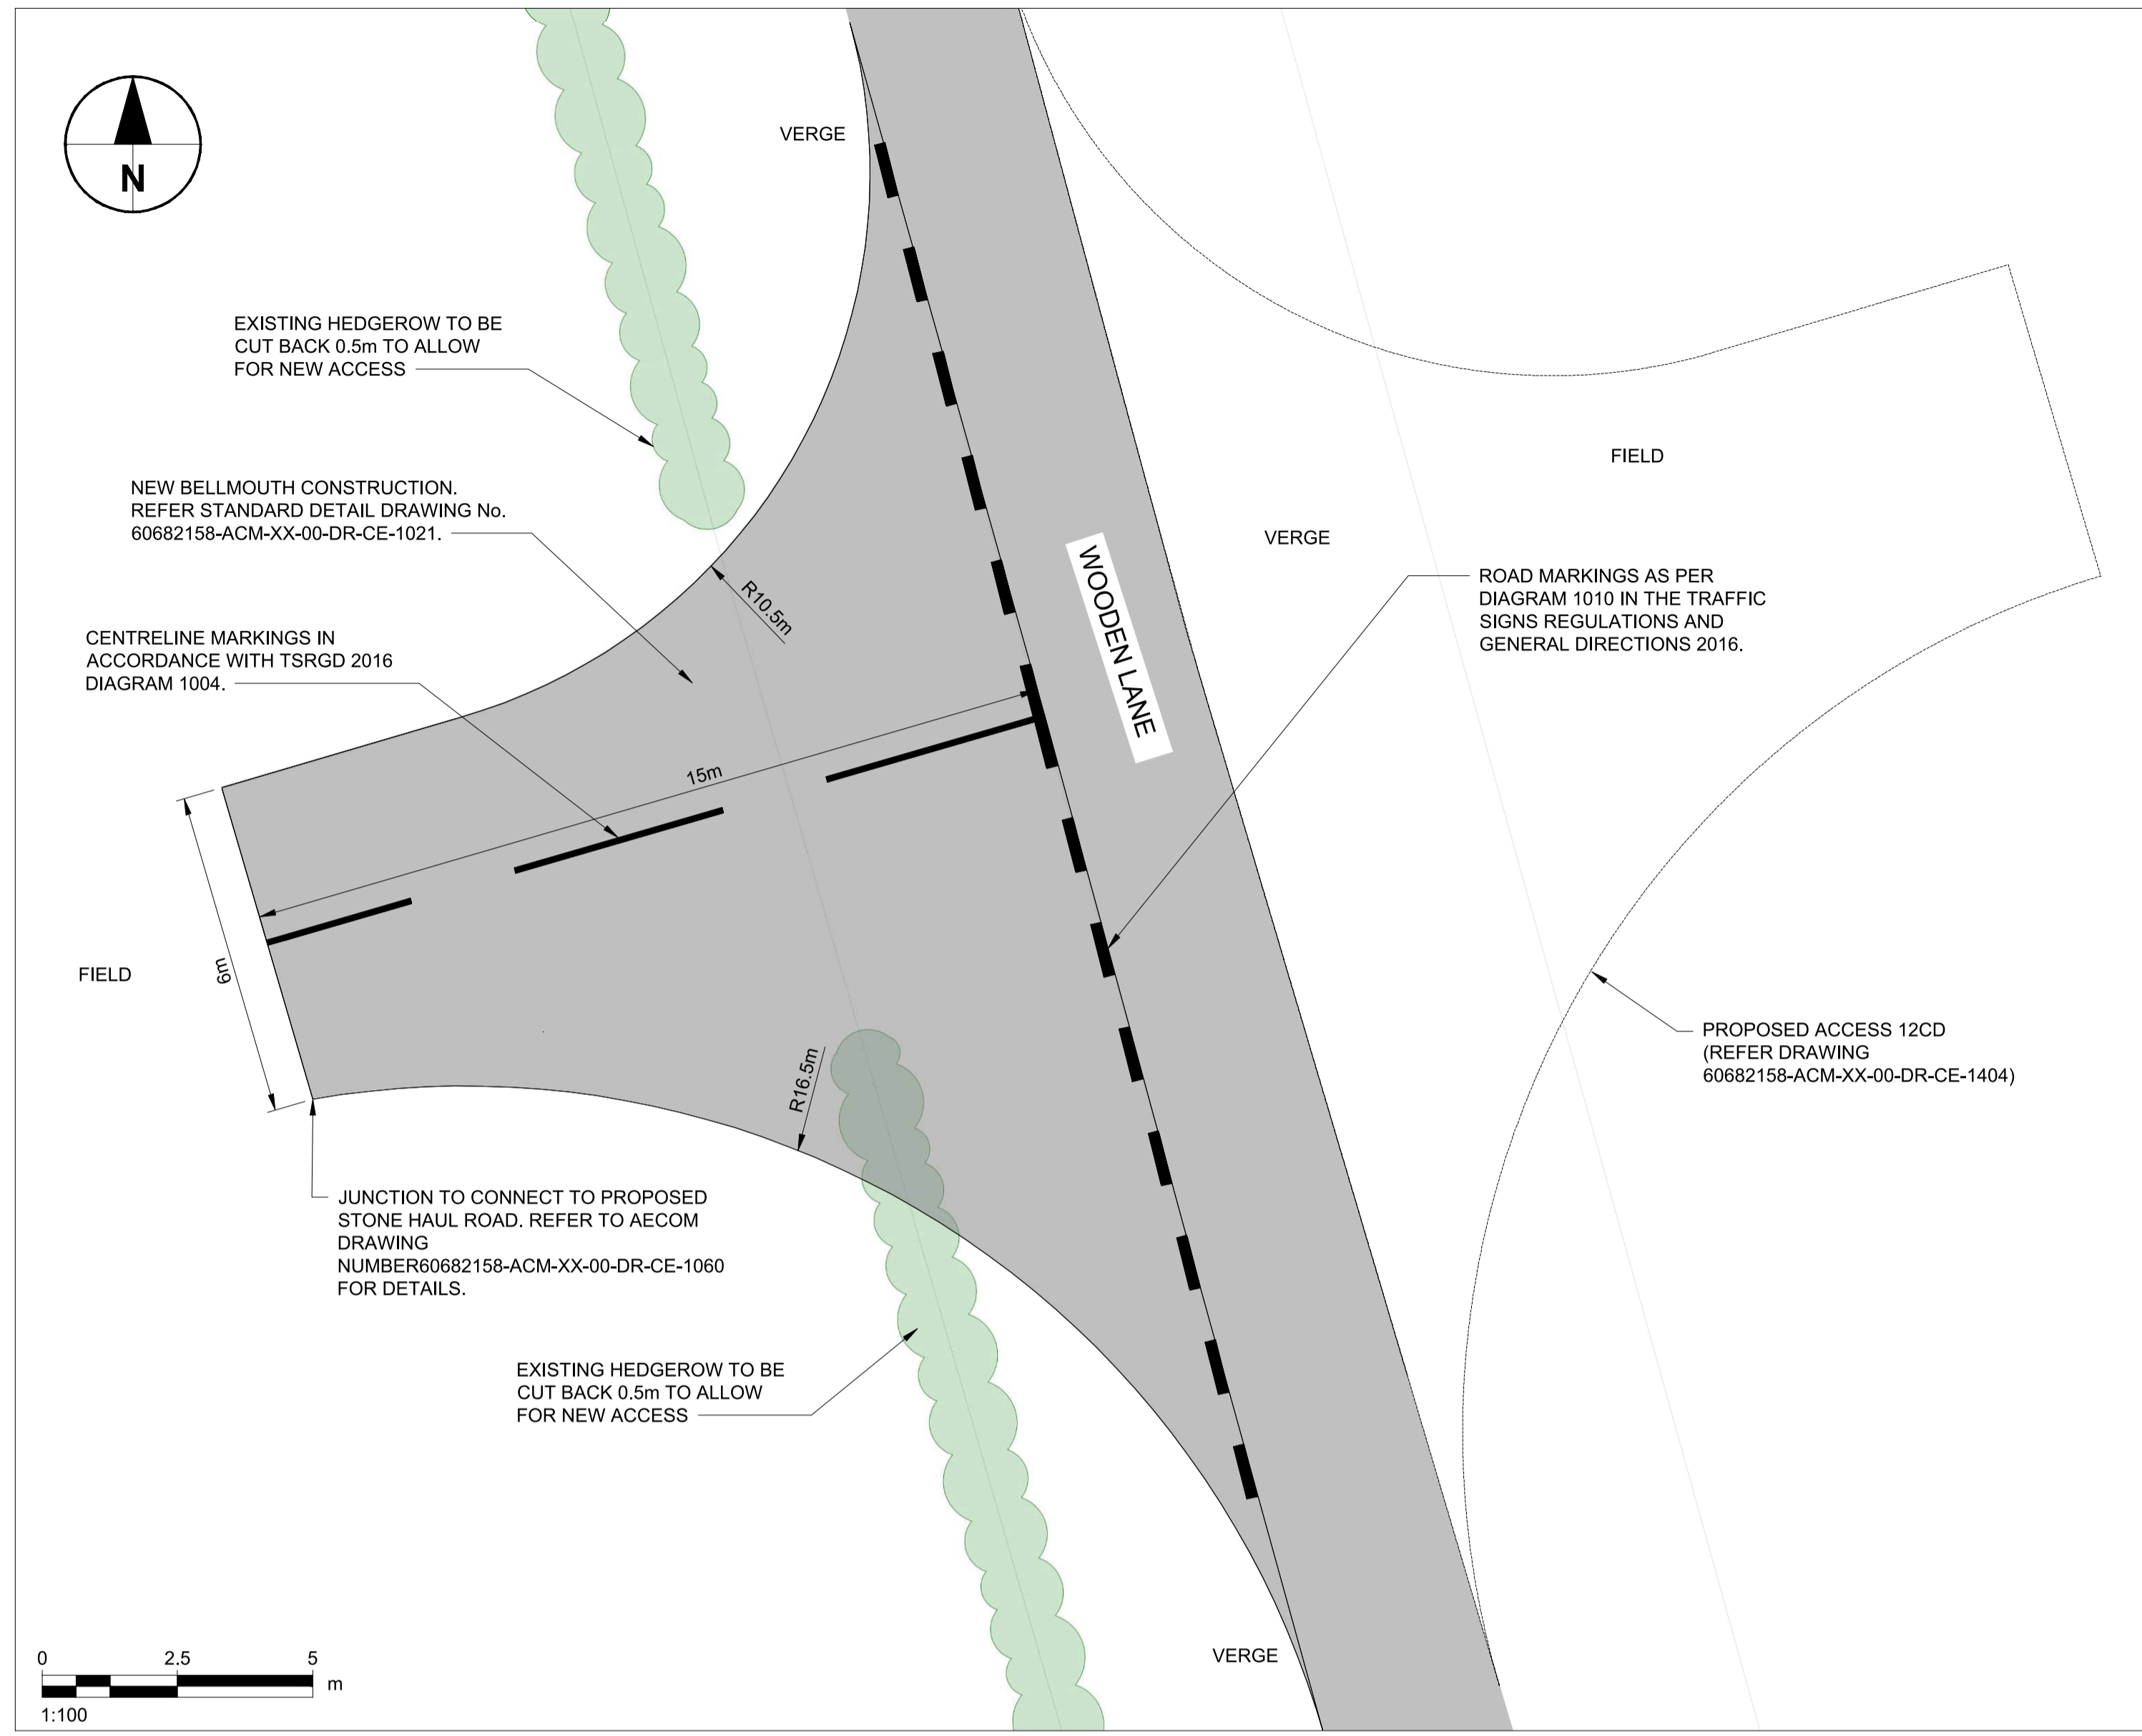 N
VERGE
EXISTING HEDGEROW TO BE
CUT BACK 0.5m TO ALLOW
FOR NEW ACCESS
NEW BELLMOUTH CONSTRUCTION.
REFER STANDARD DETAIL DRAWING No.
60682158-ACM-XX-00-DR-CE-1021.
CENTRELINE MARKINGS IN
ACCORDANCE WITH TSRGD 2016
DIAGRAM 1004.
R10.5m
WOODEN LANE
FIELD
VERGE
ROAD MARKINGS AS PER
DIAGRAM 1010 IN THE TRAFFIC
SIGNS REGULATIONS AND
GENERAL DIRECTIONS 2016.
15m
6m
FIELD
R16.5m
PROPOSED ACCESS 12CD
(REFER DRAWING
60682158-ACM-XX-00-DR-CE-1404)
JUNCTION TO CONNECT TO PROPOSED
STONE HAUL ROAD. REFER TO AECOM
DRAWING
NUMBER60682158-ACM-XX-00-DR-CE-1060
FOR DETAILS.
EXISTING HEDGEROW TO BE
CUT BACK 0.5m TO ALLOW
FOR NEW ACCESS
VERGE
0 2.5 5
m
1:100